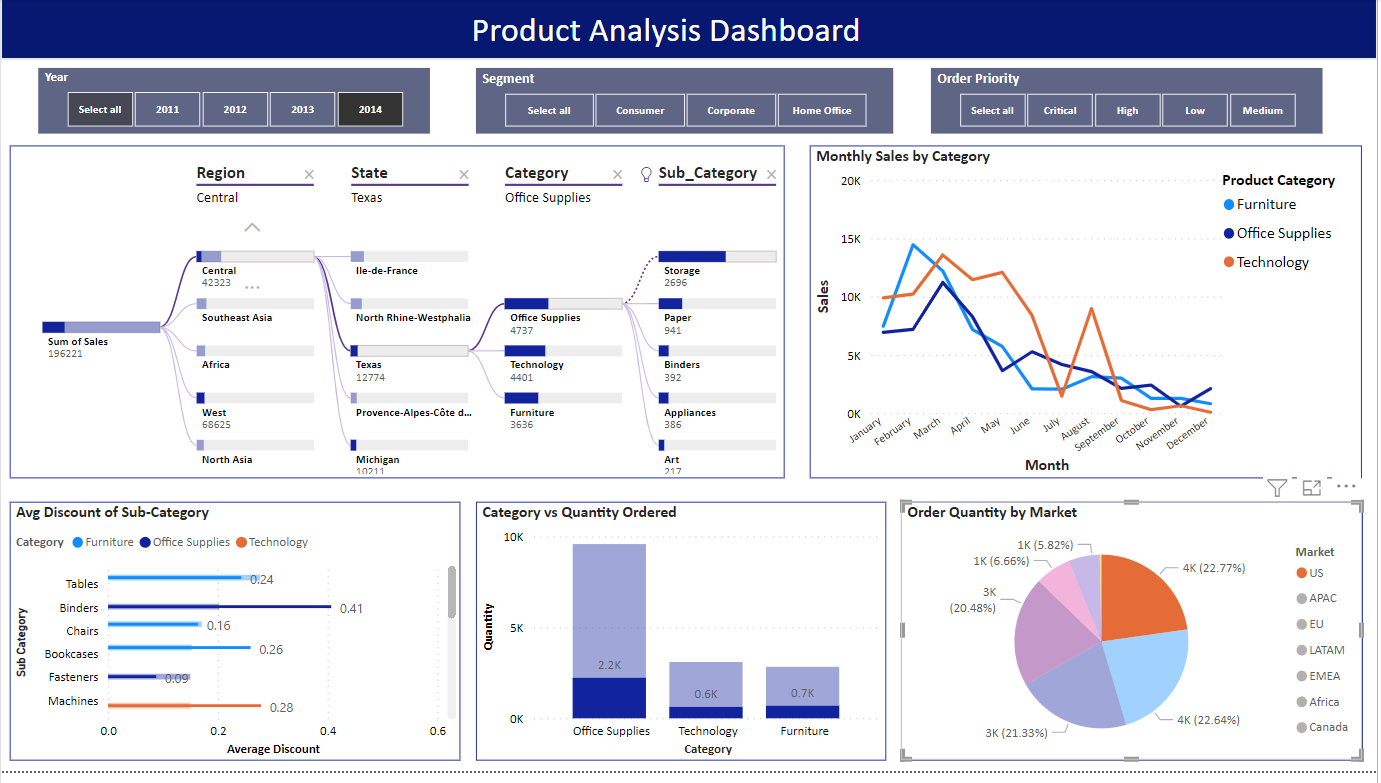 Product Analysis Dashboard
Year
Select all 2011 2012 2013 2014
Segment
Select all Consumer Corporate Home Office
Order Priority
Select all Critical High Low Medium
Region
Central
State
Texas
Category
Office Supplies
Sub_Category
Sum of Sales
196221
Central
42323
Southeast Asia
Africa
West
68625
North Asia
Ile-de-France
North Rhine-Westphalia
Texas
12774
Provence-Alpes-Côte d...
Michigan
10211
Office Supplies
4737
Technology
4401
Furniture
3636
Storage
2696
Paper
941
Binders
392
Appliances
386
Art
217
Monthly Sales by Category
20K
15K
10K
5K
0K
Sales
January
February
March
April
May
June
July
August
September
October
November
December
Month
Product Category
Furniture
Office Supplies
Technology
Avg Discount of Sub-Category
Category Furniture Office Supplies Technology
Sub Category
Tables 0.24
Binders 0.41
Chairs 0.16
Bookcases 0.26
Fasteners 0.09
Machines 0.28
0.0 0.2 0.4 0.6
Average Discount
Category vs Quantity Ordered
10K
5K
0K
Quantity
2.2K
0.6K
0.7K
Office Supplies Technology Furniture
Category
Order Quantity by Market
1K (5.82%)
1K (6.66%)
3K
(20.48%)
3K (21.33%)
4K (22.77%)
4K (22.64%)
Market
US
APAC
EU
LATAM
EMEA
Africa
Canada